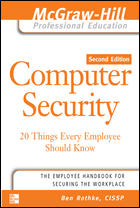 McGraw-Hill
Professional Education
Second Edition
Computer
Security
20 Things Every Employee
Should Know
THE EMPLOYEE HANDBOOK FOR
SECURING THE WORKPLACE
Ben Rothke, CISSP